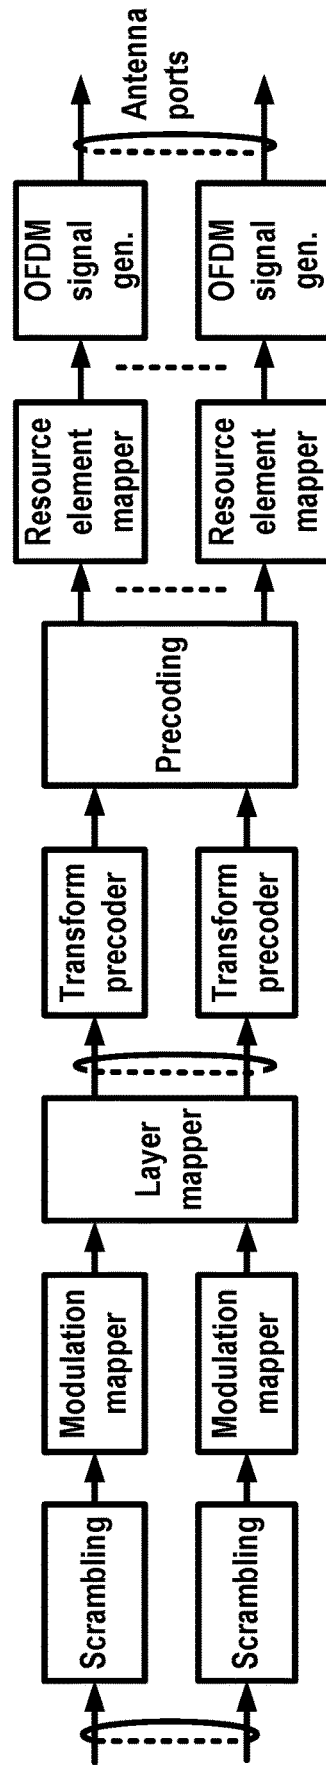 Scrambling
Scrambling
Modulation
mapper
Modulation
mapper
Layer
mapper
Transform
precoder
Transform
precoder
Precoding
Resource
element
mapper
Resource
element
mapper
OFDM
signal
gen.
OFDM
signal
gen.
Antenna
ports